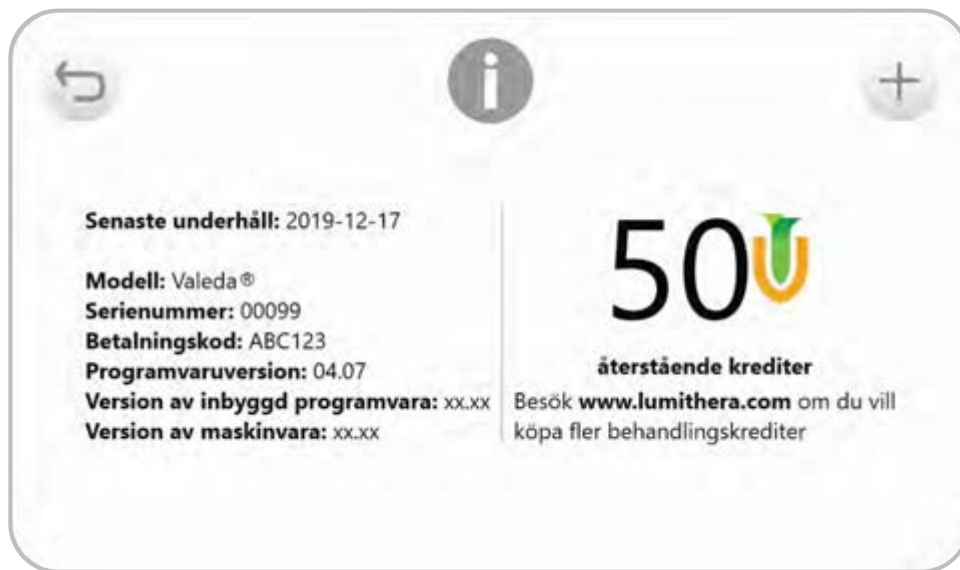 Senaste underhåll: 2019-12-17
Modell: Valeda®
Serienummer: 00099
Betalningskod: ABC123
Programvaruversion: 04.07
Version av inbyggd programvara: xx.xx
Version av maskinvara: xx.xx
50
återstående krediter
Besök www.lumithera.com om du vill
köpa fler behandlingskrediter